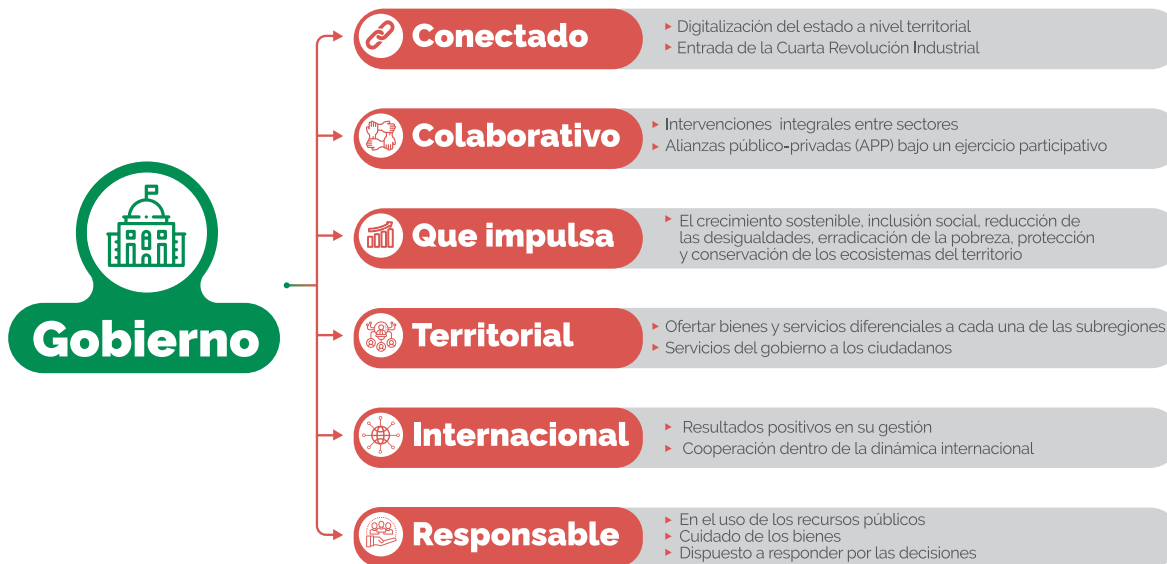 Gobierno
Conectado
Digitalización del estado a nivel territorial
Entrada de la Cuarta Revolución Industrial
Colaborativo
Intervenciones integrales entre sectores
Alianzas público-privadas (APP) bajo un ejercicio participativo
Que impulsa
El crecimiento sostenible, inclusión social, reducción de
las desigualdades, erradicación de la pobreza, protección
y conservación de los ecosistemas del territorio
Territorial
Ofertar bienes y servicios diferenciales a cada una de las subregiones
Servicios del gobierno a los ciudadanos
Internacional
Resultados positivos en su gestión
Cooperación dentro de la dinámica internacional
Responsable
En el uso de los recursos públicos
Cuidado de los bienes
Dispuesto a responder por las decisiones